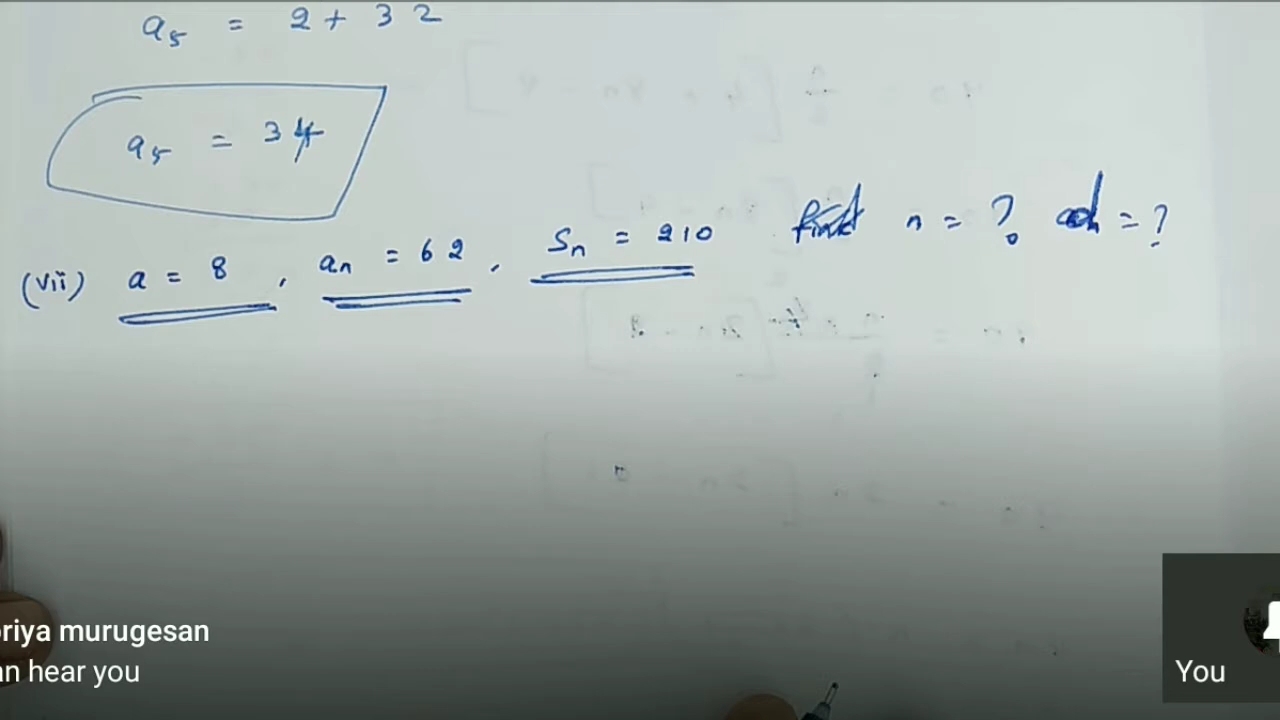 a₅ = 2 + 32
a₅ = 34
(vii) a = 8 , aₙ = 62 , Sₙ = 210 find n = ? d = ?
priya murugesan
an hear you
You